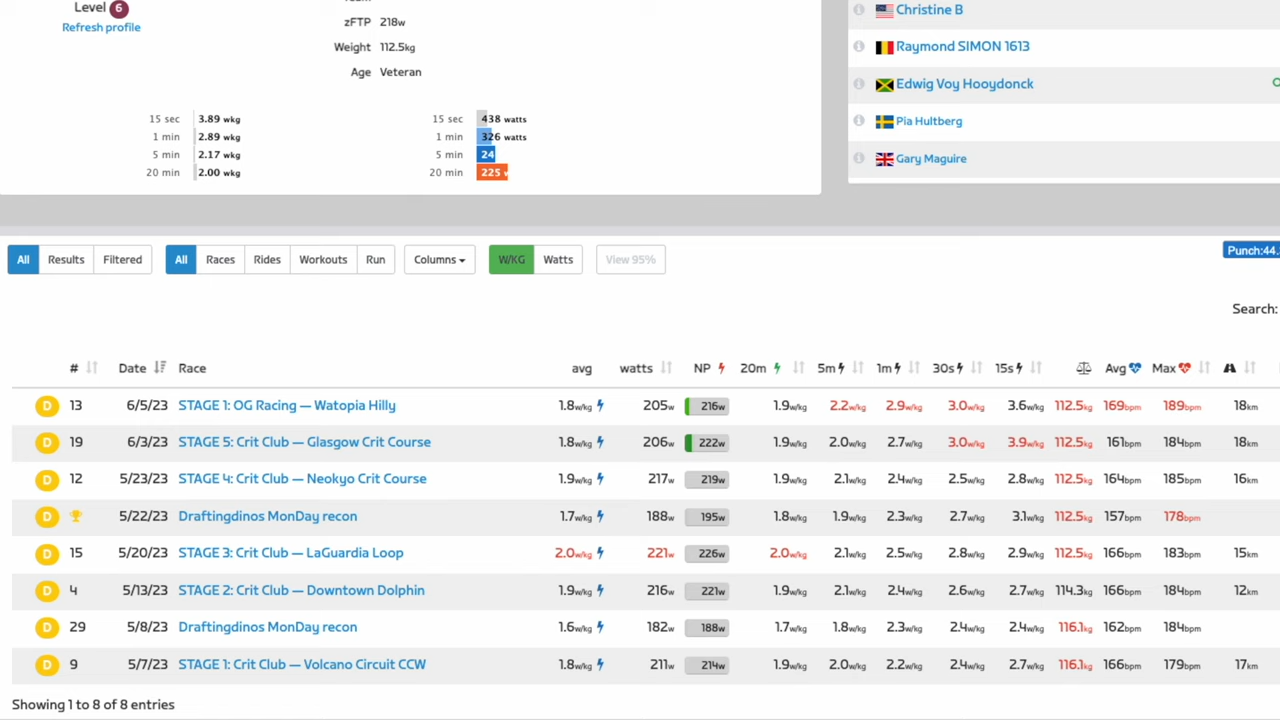 Level 6
Refresh profile
zFTP 218w
Weight 112.5kg
Age Veteran
15 sec 3.89 wkg
1 min 2.89 wkg
5 min 2.17 wkg
20 min 2.00 wkg
15 sec 438 watts
1 min 326 watts
5 min 24
20 min 225
Christine B
Raymond SIMON 1613
Edwig Voy Hooydonck
Pia Hultberg
Gary Maguire
All Results Filtered All Races Rides Workouts Run Columns W/KG Watts View 95%
Punch:44.
Search:
# Date Race avg watts NP 20m 5m 1m 30s 15s Avg Max
D 13 6/5/23 STAGE 1: OG Racing — Watopia Hilly 1.8w/kg 205w 216w 1.9w/kg 2.2w/kg 2.9w/kg 3.0w/kg 3.6w/kg 112.5kg 169bpm 189bpm 18km
D 19 6/3/23 STAGE 5: Crit Club — Glasgow Crit Course 1.8w/kg 206w 222w 1.9w/kg 2.0w/kg 2.7w/kg 3.0w/kg 3.9w/kg 112.5kg 161bpm 184bpm 18km
D 12 5/23/23 STAGE 4: Crit Club — Neokyo Crit Course 1.9w/kg 217w 219w 1.9w/kg 2.1w/kg 2.4w/kg 2.5w/kg 2.8w/kg 112.5kg 164bpm 185bpm 16km
D 5/22/23 Draftingdinos MonDay recon 1.7w/kg 188w 195w 1.8w/kg 1.9w/kg 2.3w/kg 2.7w/kg 3.1w/kg 112.5kg 157bpm 178bpm
D 15 5/20/23 STAGE 3: Crit Club — LaGuardia Loop 2.0w/kg 221w 226w 2.0w/kg 2.1w/kg 2.5w/kg 2.8w/kg 2.9w/kg 112.5kg 166bpm 183bpm 15km
D 4 5/13/23 STAGE 2: Crit Club — Downtown Dolphin 1.9w/kg 216w 221w 1.9w/kg 2.1w/kg 2.4w/kg 2.6w/kg 2.7w/kg 114.3kg 166bpm 184bpm 12km
D 29 5/8/23 Draftingdinos MonDay recon 1.6w/kg 182w 188w 1.7w/kg 1.8w/kg 2.3w/kg 2.4w/kg 2.4w/kg 116.1kg 162bpm 184bpm
D 9 5/7/23 STAGE 1: Crit Club — Volcano Circuit CCW 1.8w/kg 211w 214w 1.9w/kg 2.0w/kg 2.2w/kg 2.4w/kg 2.7w/kg 116.1kg 166bpm 179bpm 17km
Showing 1 to 8 of 8 entries